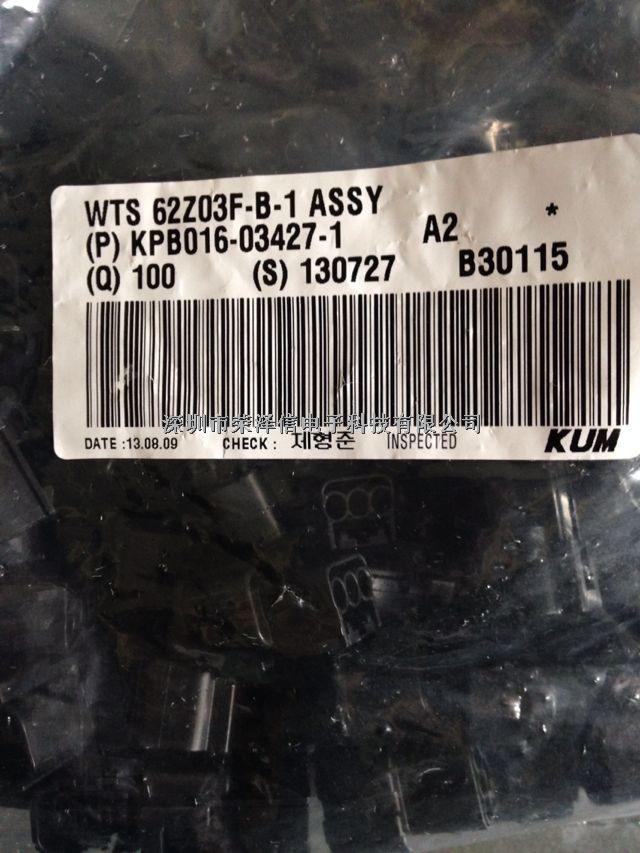 WTS 62Z03F-B-1 ASSY
(P) KPB016-03427-1 A2 *
(Q) 100 (S) 130727 B30115
深圳市荣泽信电子科技有限公司
DATE :13.08.09 CHECK : 제형준 INSPECTED KUM